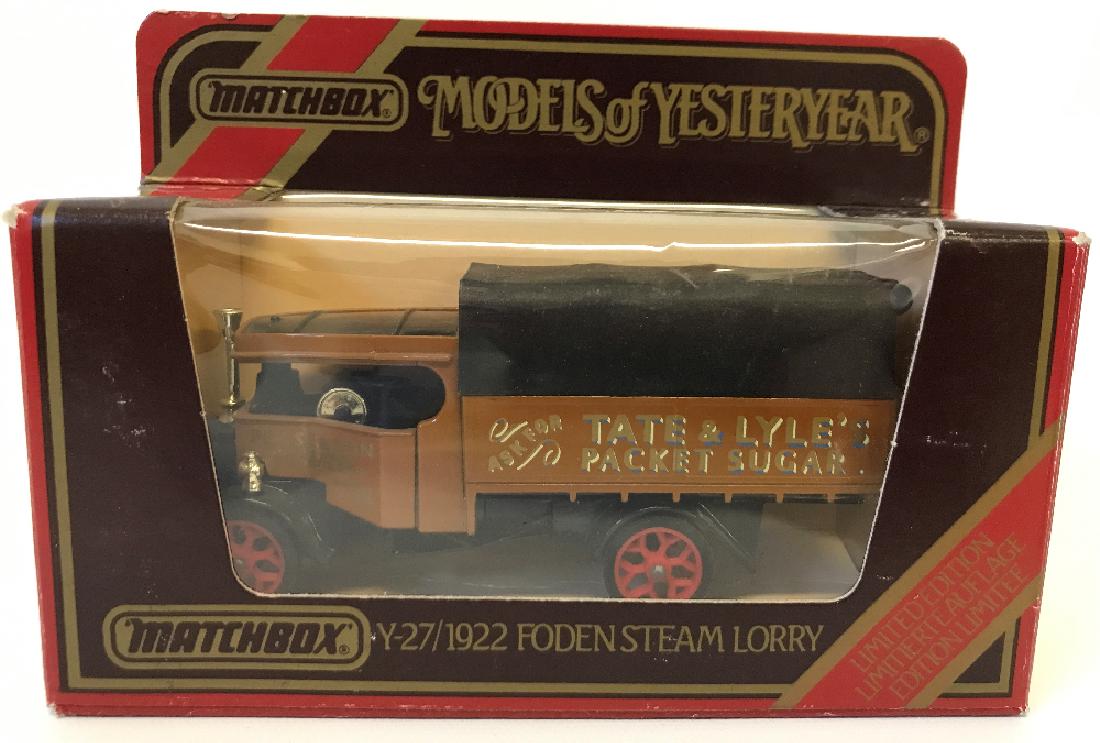 MATCHBOX® MODELS of YESTERYEAR®
ASK FOR TATE & LYLE'S
PACKET SUGAR.
MATCHBOX® Y-27/1922 FODEN STEAM LORRY
LIMITED EDITION
LIMITIERTE AUFLAGE
EDITION LIMITEE